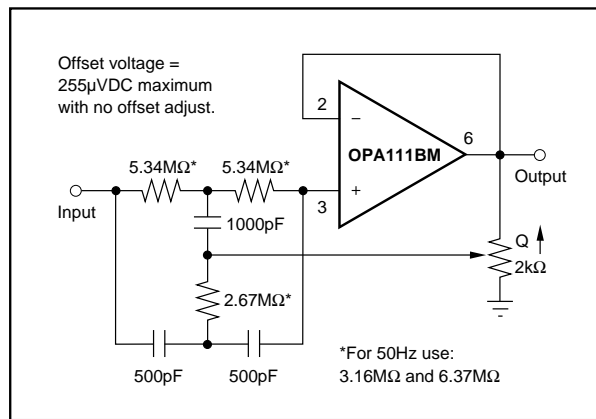 Offset voltage =
255µVDC maximum
with no offset adjust.
2
–
6
5.34MΩ*
5.34MΩ*
OPA111BM
Output
Input
3
+
1000pF
Q
2kΩ
2.67MΩ*
500pF
500pF
*For 50Hz use:
3.16MΩ and 6.37MΩ